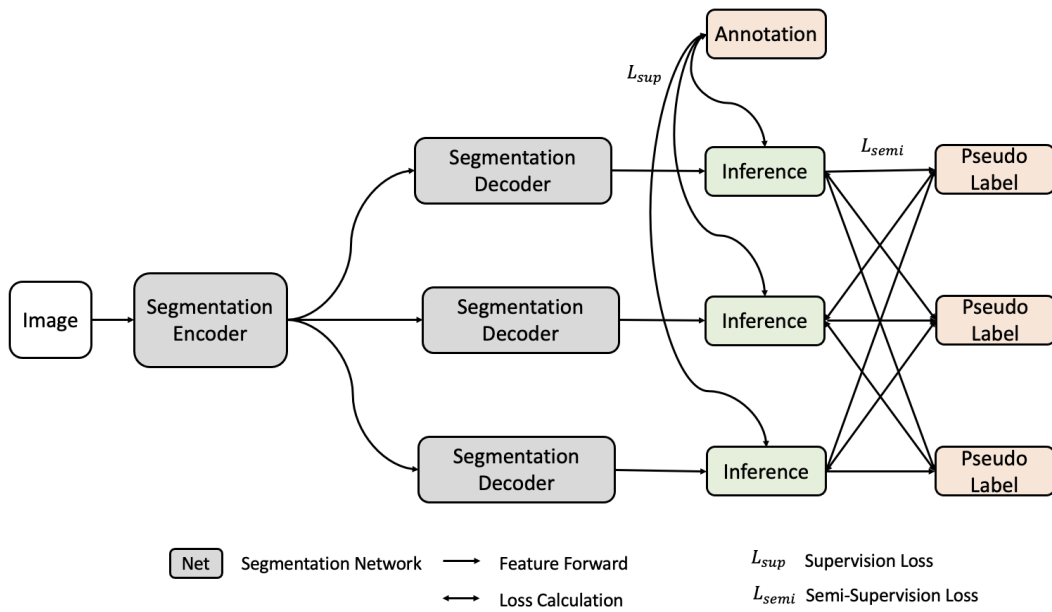 Annotation
L_sup
Segmentation
Decoder
Inference
L_semi
Pseudo
Label
Image
Segmentation
Encoder
Segmentation
Decoder
Inference
Pseudo
Label
Segmentation
Decoder
Inference
Pseudo
Label
Net
Segmentation Network
Feature Forward
L_sup Supervision Loss
Loss Calculation
L_semi Semi-Supervision Loss